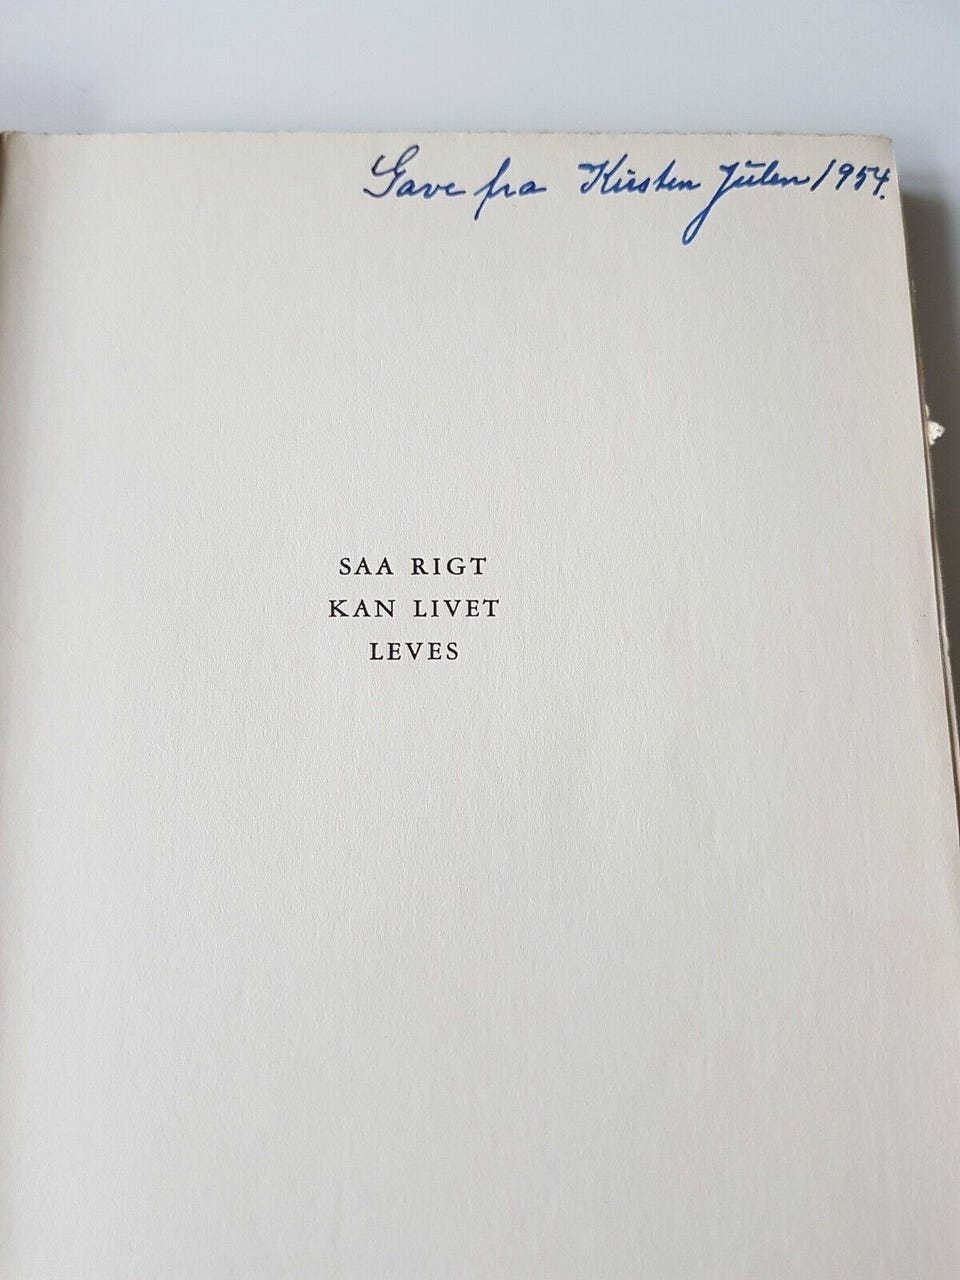 Gave fra Kirsten Julen 1954.
SAA RIGT
KAN LIVET
LEVES